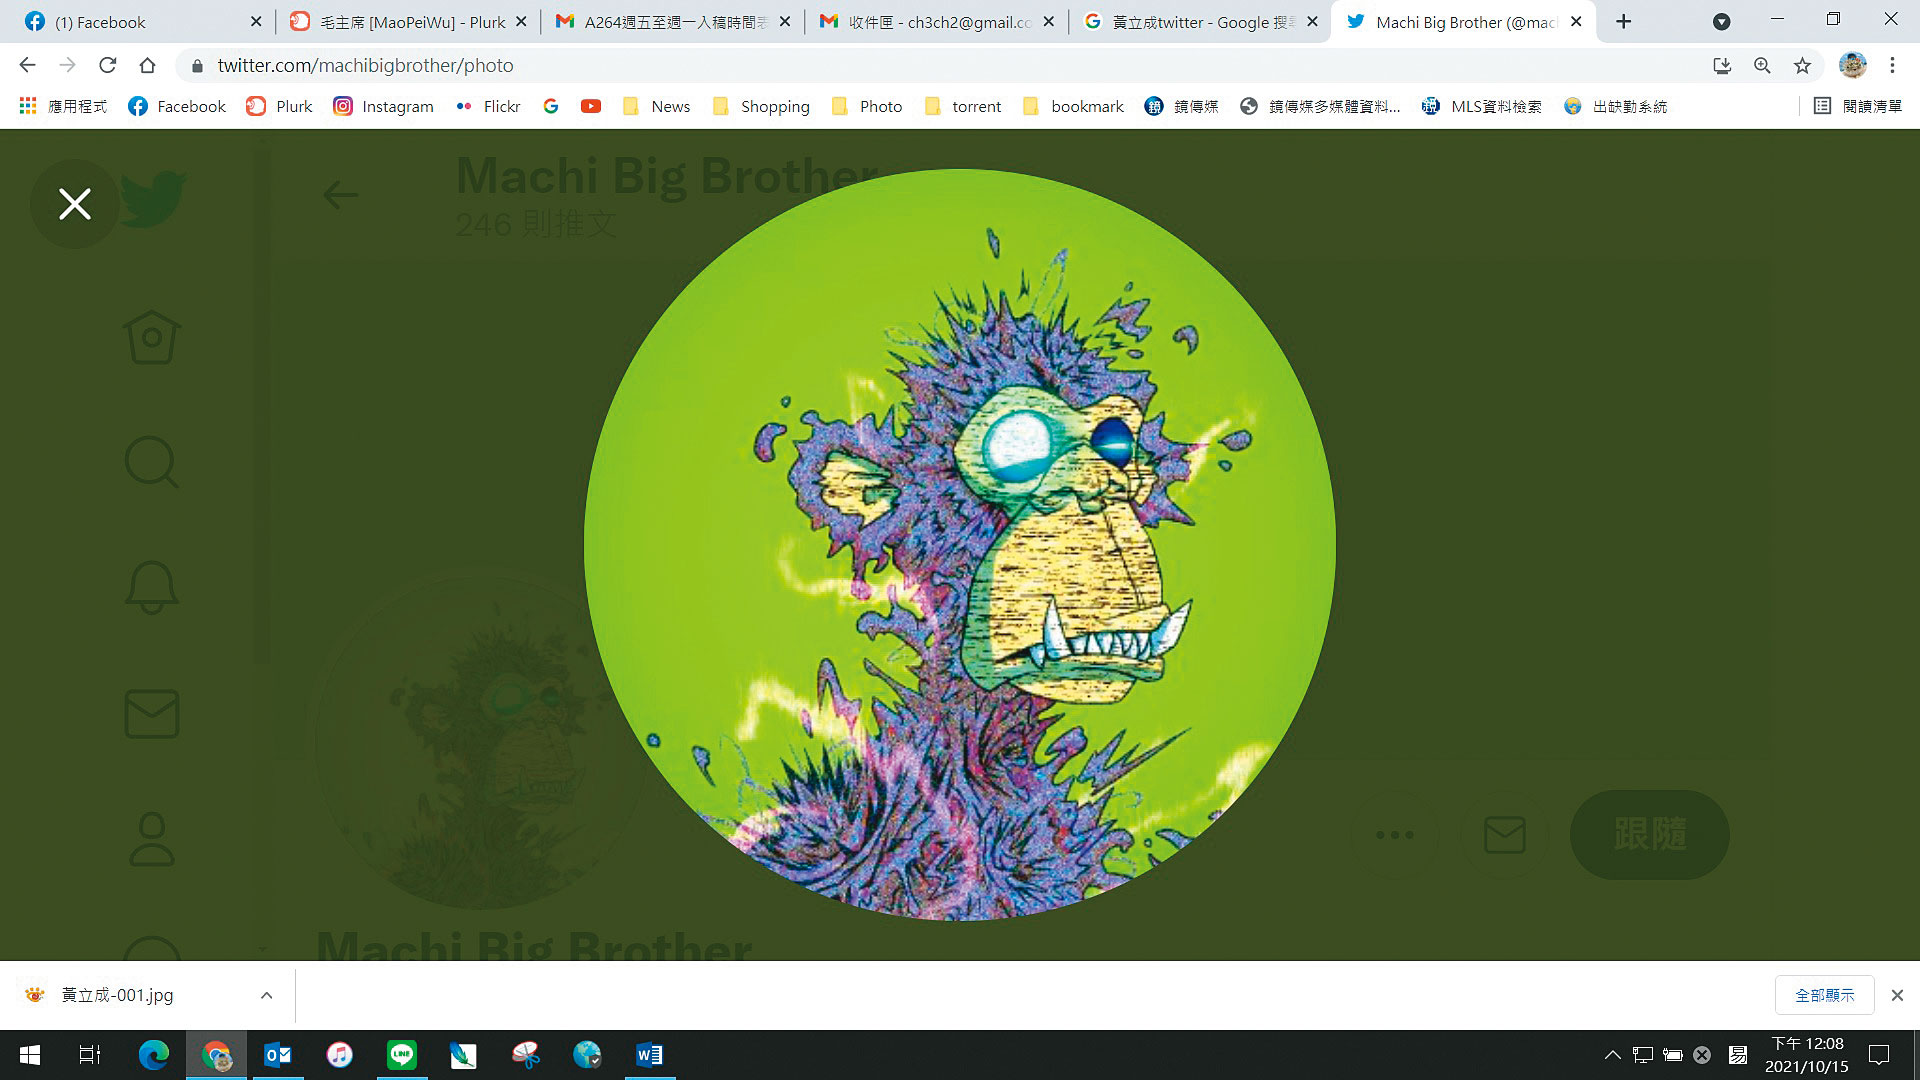 (1) Facebook
毛主席 [MaoPeiWu] - Plurk
A264週五至週一入稿時間表
收件匣 - ch3ch2@gmail.co
黃立成twitter - Google 搜尋
Machi Big Brother (@mac
twitter.com/machibigbrother/photo
應用程式
Facebook
Plurk
Instagram
Flickr
News
Shopping
Photo
torrent
bookmark
鏡傳媒
鏡傳媒多媒體資料...
MLS資料檢索
出缺勤系統
閱讀清單
Machi Big Brother
246 則推文
跟隨
Machi Big Brother
黃立成-001.jpg
全部顯示
下午 12:08
2021/10/15
易
LINE